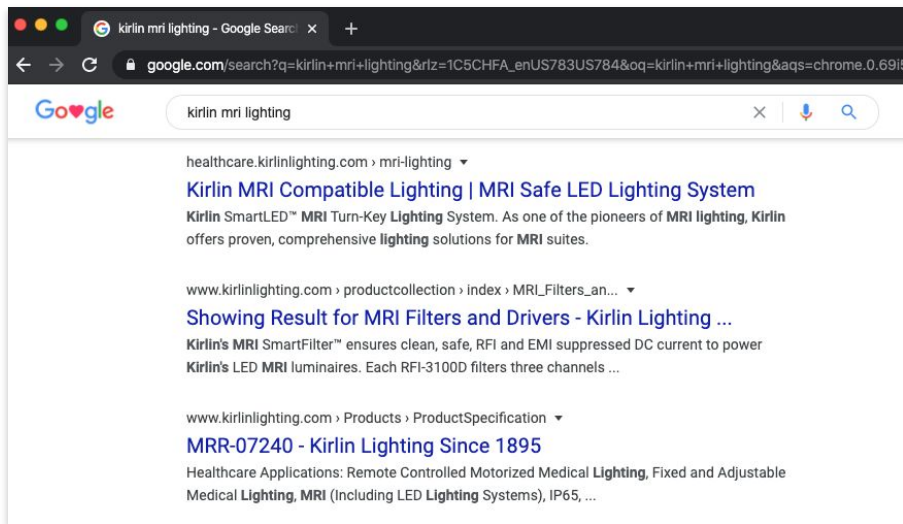 kirlin mri lighting - Google Searc
google.com/search?q=kirlin+mri+lighting&rlz=1C5CHFA_enUS783US784&oq=kirlin+mri+lighting&aqs=chrome.0.69i5
Go♥gle
kirlin mri lighting
healthcare.kirlinlighting.com › mri-lighting
Kirlin MRI Compatible Lighting | MRI Safe LED Lighting System
Kirlin SmartLED™ MRI Turn-Key Lighting System. As one of the pioneers of MRI lighting, Kirlin
offers proven, comprehensive lighting solutions for MRI suites.
www.kirlinlighting.com › productcollection › index › MRI_Filters_an...
Showing Result for MRI Filters and Drivers - Kirlin Lighting ...
Kirlin's MRI SmartFilter™ ensures clean, safe, RFI and EMI suppressed DC current to power
Kirlin's LED MRI luminaires. Each RFI-3100D filters three channels ...
www.kirlinlighting.com › Products › ProductSpecification
MRR-07240 - Kirlin Lighting Since 1895
Healthcare Applications: Remote Controlled Motorized Medical Lighting, Fixed and Adjustable
Medical Lighting, MRI (Including LED Lighting Systems), IP65, ...